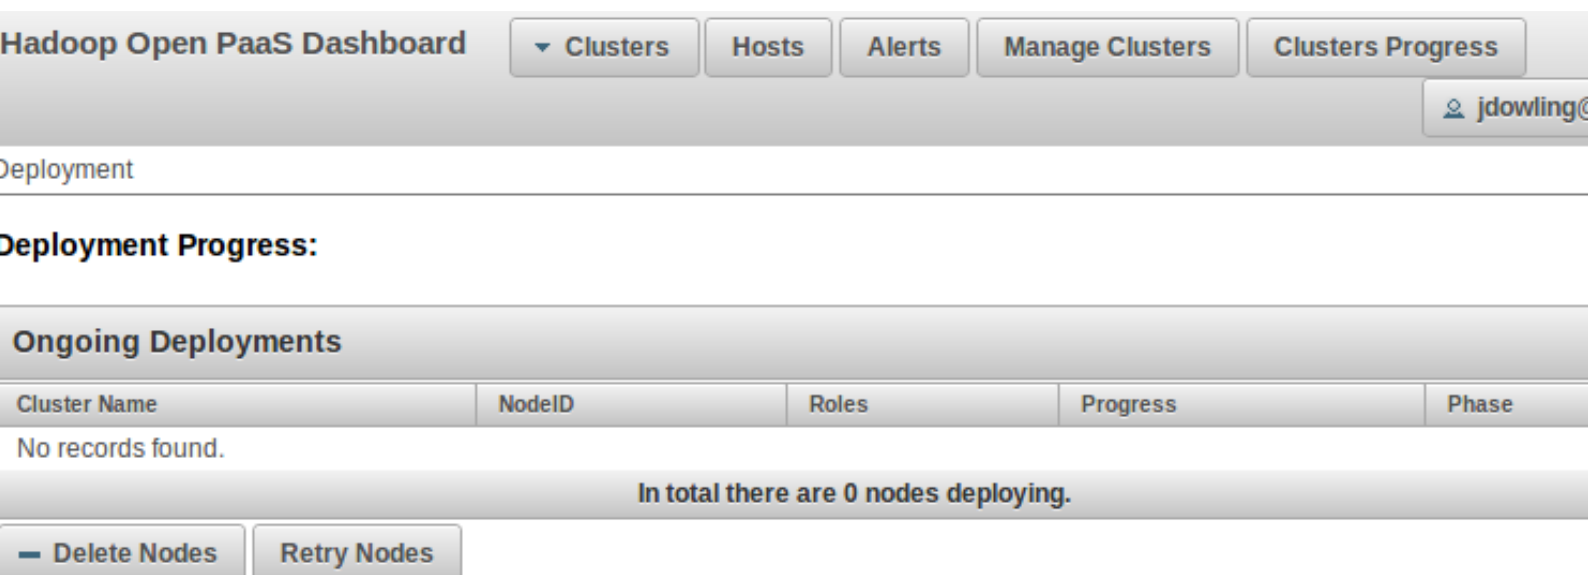 Hadoop Open PaaS Dashboard Clusters Hosts Alerts Manage Clusters Clusters Progress
jdowling@
Deployment
Deployment Progress:
Ongoing Deployments
Cluster Name NodeID Roles Progress Phase
No records found.
In total there are 0 nodes deploying.
Delete Nodes Retry Nodes